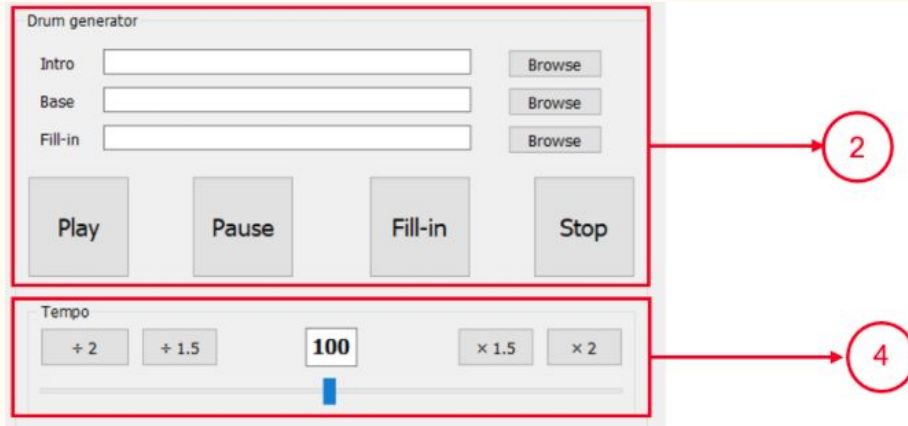 Drum generator
Intro Browse
Base Browse
Fill-in Browse
2
Play Pause Fill-in Stop
Tempo
÷ 2 ÷ 1.5 100 × 1.5 × 2
4